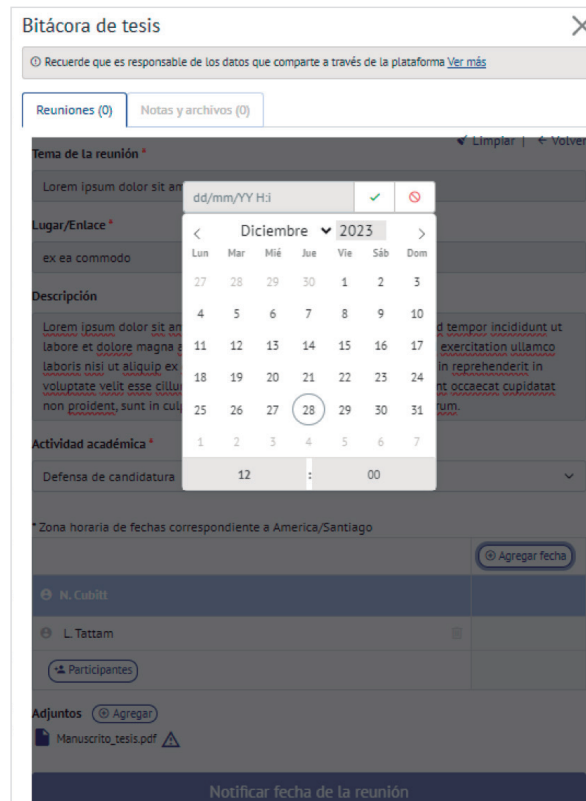 Bitácora de tesis
Recuerde que es responsable de los datos que comparte a través de la plataforma Ver más
Reuniones (0) Notas y archivos (0)
Limpiar | Volver
Tema de la reunión *
Lorem ipsum dolor sit am
dd/mm/YY H:i
Lugar/Enlace *
Diciembre 2023
Lun Mar Mié Jue Vie Sáb Dom
ex ea commodo
27 28 29 30 1 2 3
Descripción
4 5 6 7 8 9 10
Lorem ipsum dolor sit am d tempor incididunt ut
labore et dolore magna a exercitation ullamco
11 12 13 14 15 16 17
laboris nisi ut aliquip ex in reprehenderit in
18 19 20 21 22 23 24
voluptate velit esse cillu nt occaecat cupidatat
non proident, sunt in culp rum.
25 26 27 28 29 30 31
Actividad académica *
1 2 3 4 5 6 7
Defensa de candidatura
12 : 00
* Zona horaria de fechas correspondiente a America/Santiago
Agregar fecha
N. Cubitt
L. Tattam
Participantes
Adjuntos Agregar
Manuscrito_tesis.pdf
Notificar fecha de la reunión